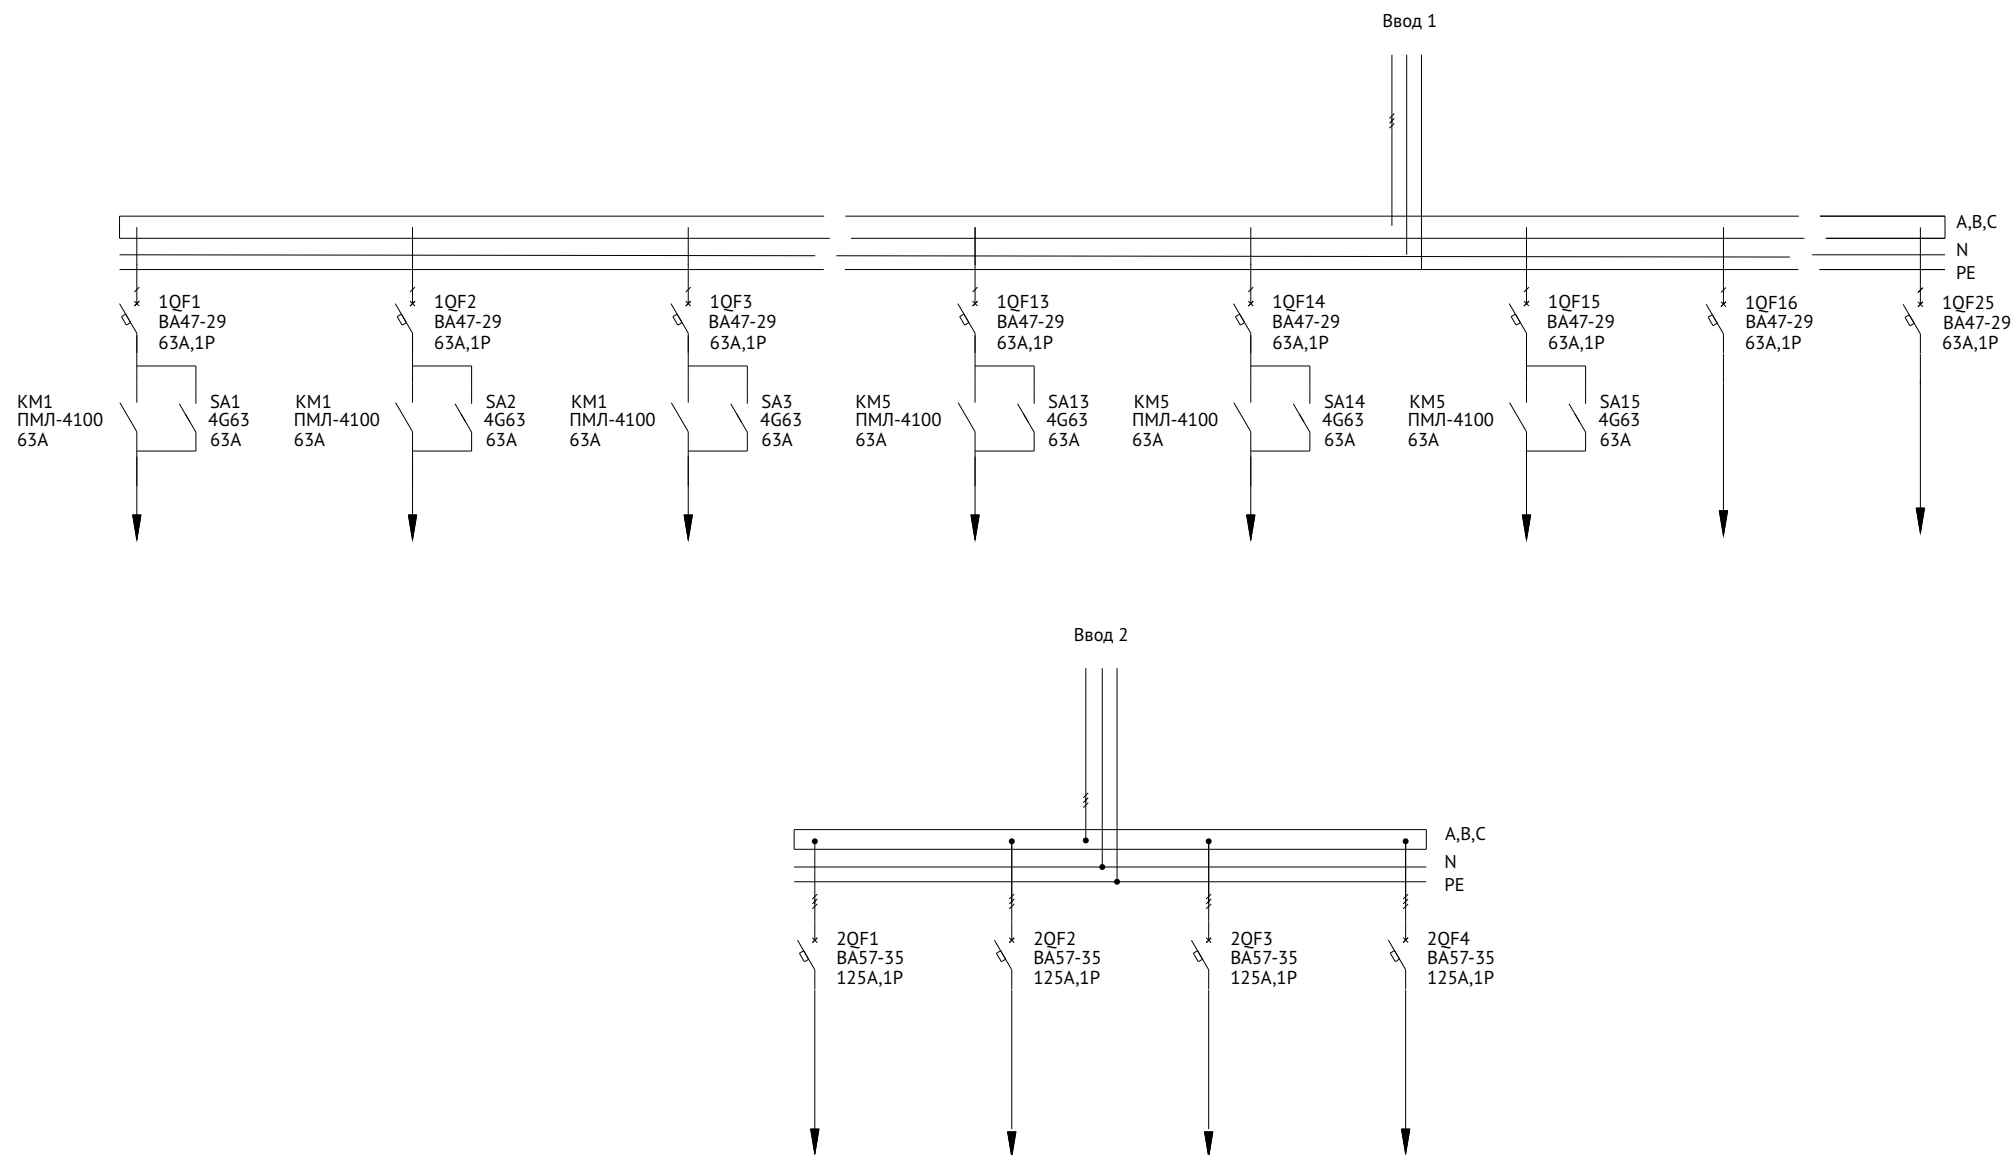 Ввод 1
A,B,C
N
PE
1QF1
ВА47-29
63А,1Р
1QF2
ВА47-29
63А,1Р
1QF3
ВА47-29
63А,1Р
1QF13
ВА47-29
63А,1Р
1QF14
ВА47-29
63А,1Р
1QF15
ВА47-29
63А,1Р
1QF16
ВА47-29
63А,1Р
1QF25
ВА47-29
63А,1Р
КМ1
ПМЛ-4100
63А
SA1
4G63
63А
КМ1
ПМЛ-4100
63А
SA2
4G63
63А
КМ1
ПМЛ-4100
63А
SA3
4G63
63А
КМ5
ПМЛ-4100
63А
SA13
4G63
63А
КМ5
ПМЛ-4100
63А
SA14
4G63
63А
КМ5
ПМЛ-4100
63А
SA15
4G63
63А
Ввод 2
A,B,C
N
PE
2QF1
ВА57-35
125А,1Р
2QF2
ВА57-35
125А,1Р
2QF3
ВА57-35
125А,1Р
2QF4
ВА57-35
125А,1Р